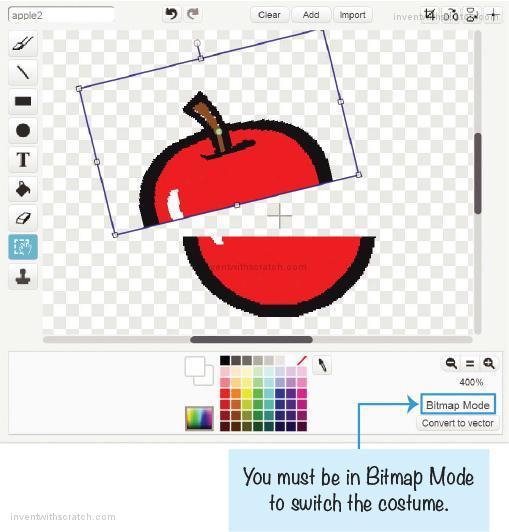 apple2
Clear
Add
Import
inventwithscratch.com
T
inventwithscratch.com
400%
Bitmap Mode
Convert to vector
You must be in Bitmap Mode
to switch the costume.
inventwithscratch.com